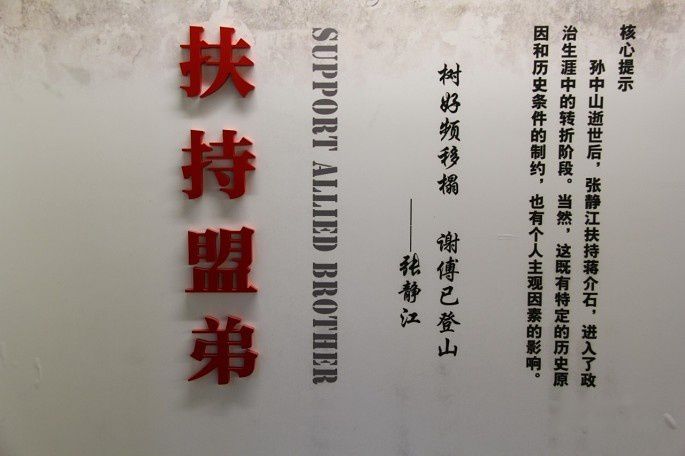 核心提示
孙中山逝世后，张静江扶持蒋介石，进入了政
治生涯中的转折阶段。当然，这既有特定的历史原
因和历史条件的制约，也有个人主观因素的影响。
树好频移榻 谢傅已登山
——张静江
SUPPORT ALLIED BROTHER
扶持盟弟